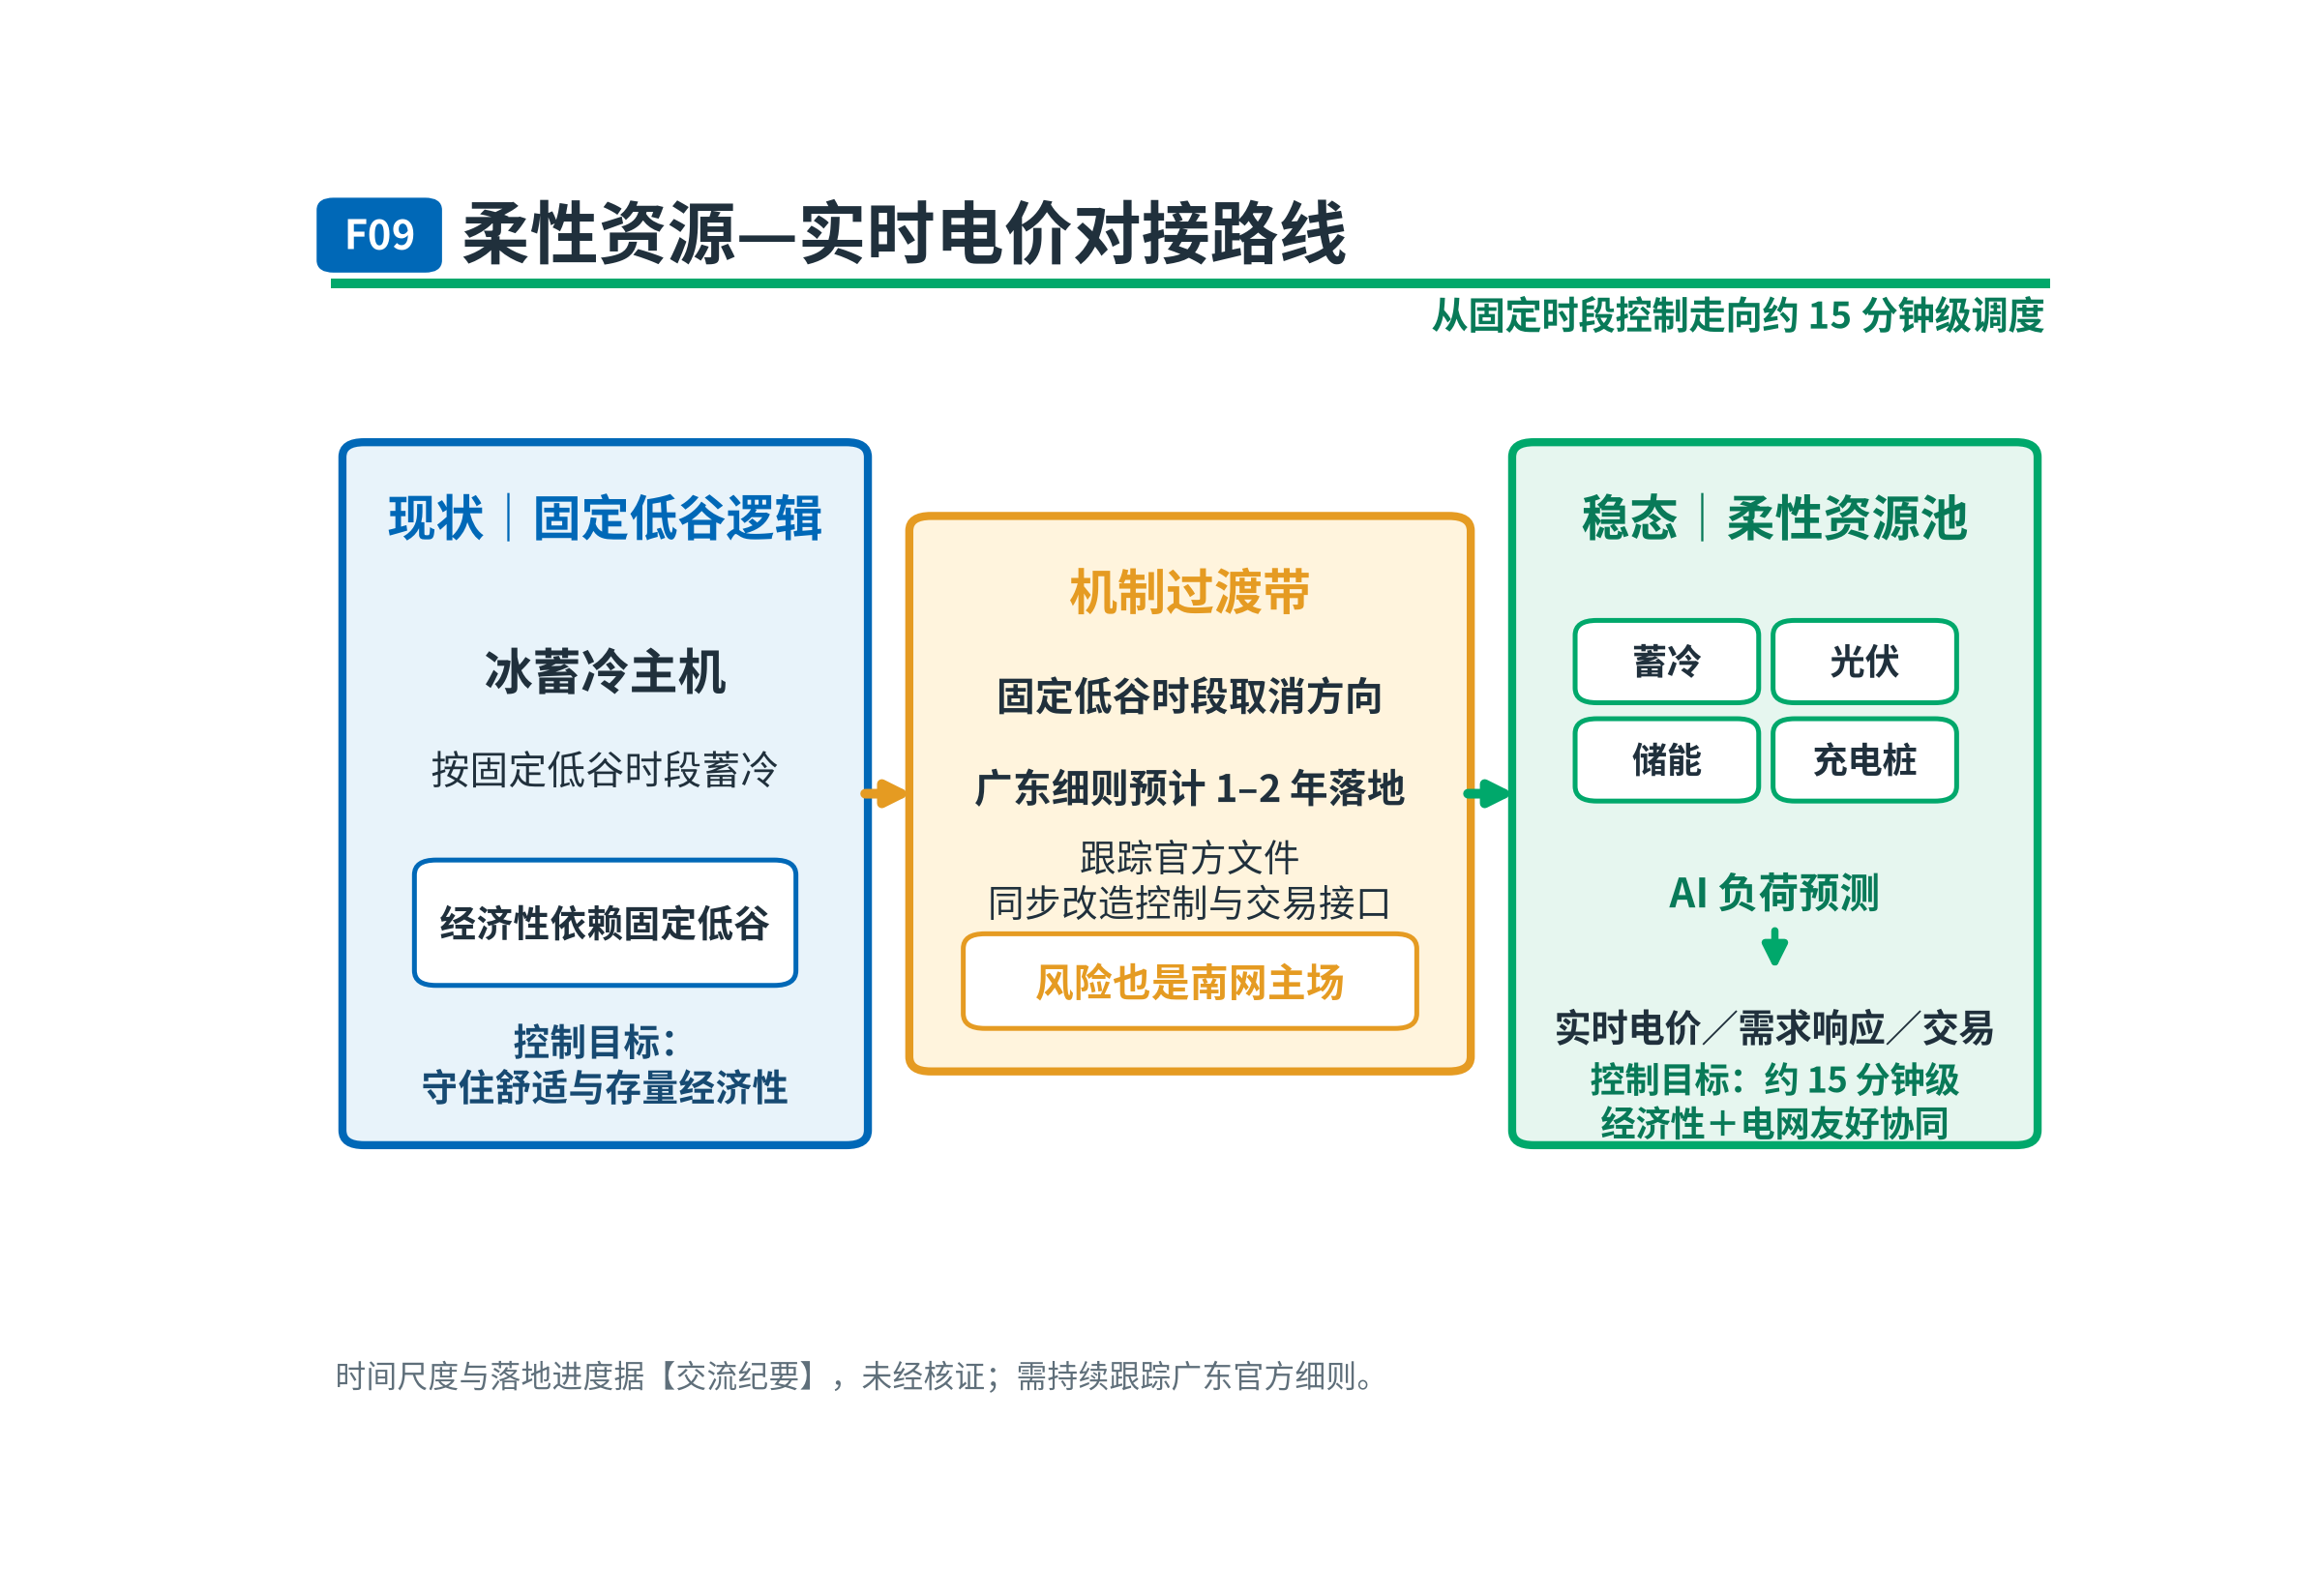 F09 柔性资源—实时电价对接路线
从固定时段控制走向约 15 分钟级调度
现状｜固定低谷逻辑
冰蓄冷主机
按固定低谷时段蓄冷
经济性依赖固定低谷
控制目标：
守住舒适与存量经济性
机制过渡带
固定低谷时段取消方向
广东细则预计 1–2 年落地
跟踪官方文件
同步改造控制与交易接口
风险也是南网主场
稳态｜柔性资源池
蓄冷 光伏
储能 充电桩
AI 负荷预测
实时电价／需求响应／交易
控制目标：约 15 分钟级
经济性＋电网友好协同
时间尺度与落地进度据【交流纪要】，未经核证；需持续跟踪广东官方细则。